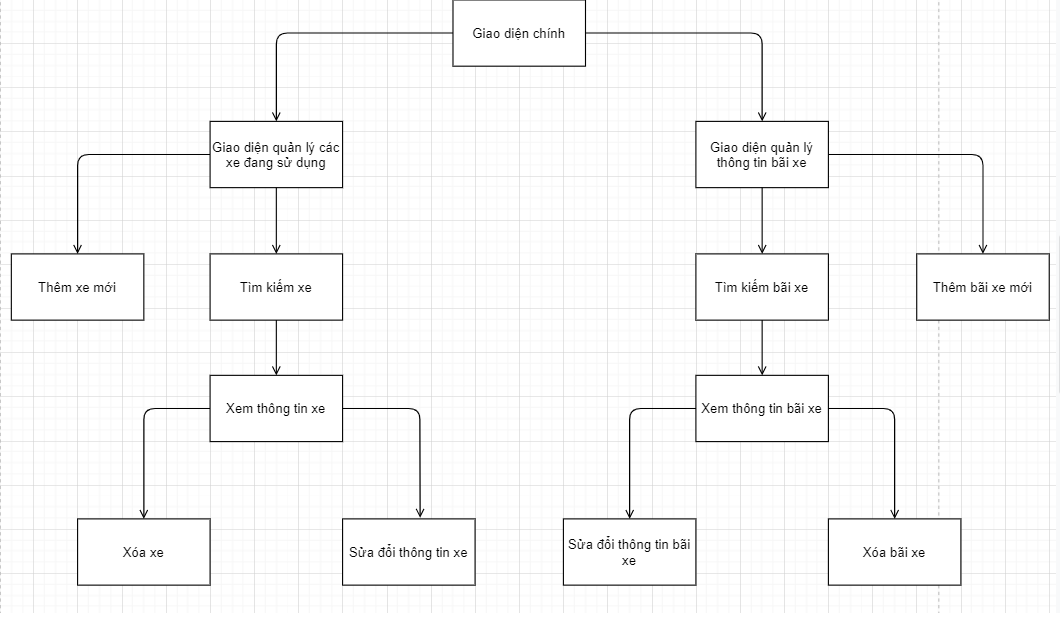 Giao diện chính
Giao diện quản lý các
xe đang sử dụng
Giao diện quản lý
thông tin bãi xe
Thêm xe mới
Tìm kiếm xe
Tìm kiếm bãi xe
Thêm bãi xe mới
Xem thông tin xe
Xem thông tin bãi xe
Xóa xe
Sửa đổi thông tin xe
Sửa đổi thông tin bãi
xe
Xóa bãi xe